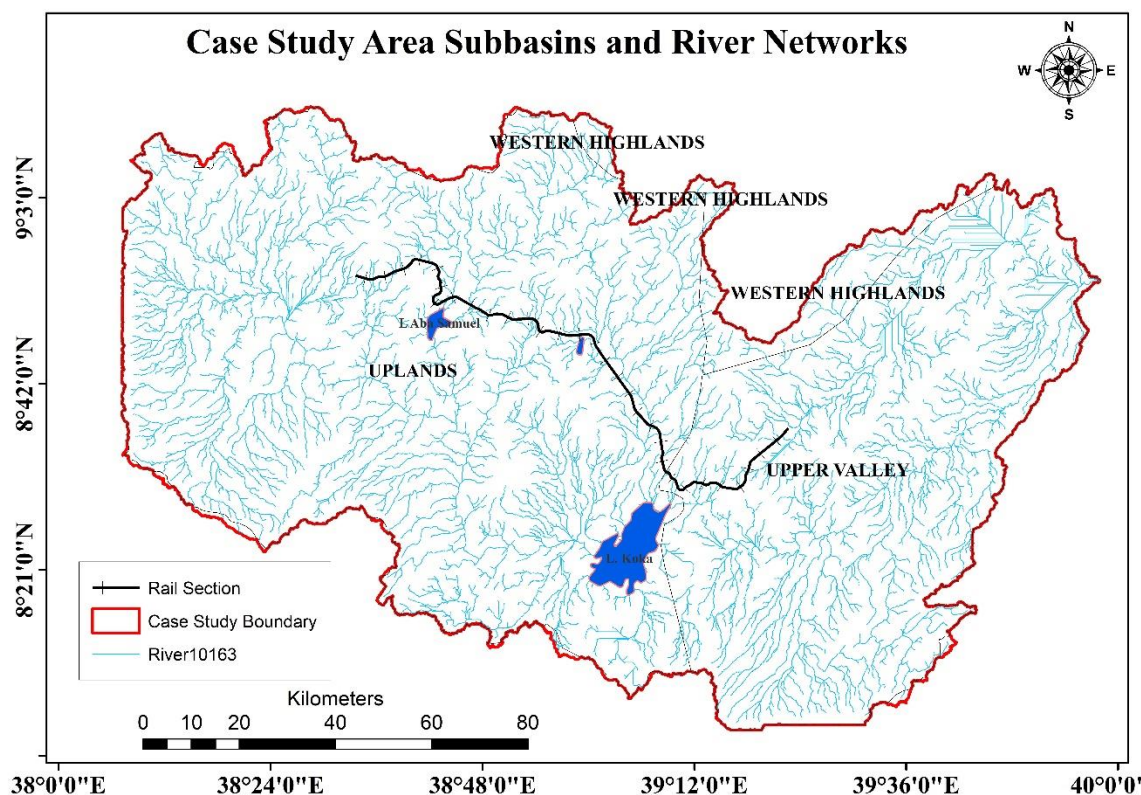 Case Study Area Subbasins and River Networks
N
W
E
S
WESTERN HIGHLANDS
WESTERN HIGHLANDS
WESTERN HIGHLANDS
L Aba Samuel
UPLANDS
UPPER VALLEY
L. Koka
Rail Section
Case Study Boundary
River10163
Kilometers
0 10 20 40 60 80
9°3'0"N
8°42'0"N
8°21'0"N
38°0'0"E 38°24'0"E 38°48'0"E 39°12'0"E 39°36'0"E 40°0'0"E